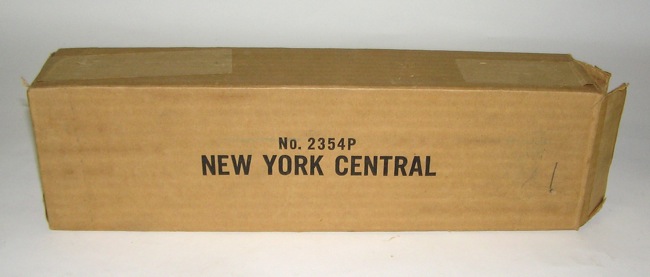 No. 2354P
NEW YORK CENTRAL